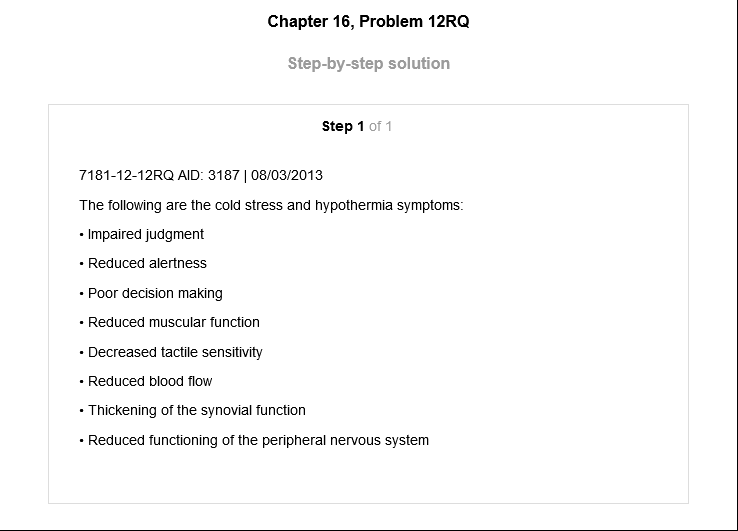 Chapter 16, Problem 12RQ
Step-by-step solution
Step 1 of 1
7181-12-12RQ AID: 3187 | 08/03/2013
The following are the cold stress and hypothermia symptoms:
• Impaired judgment
• Reduced alertness
• Poor decision making
• Reduced muscular function
• Decreased tactile sensitivity
• Reduced blood flow
• Thickening of the synovial function
• Reduced functioning of the peripheral nervous system